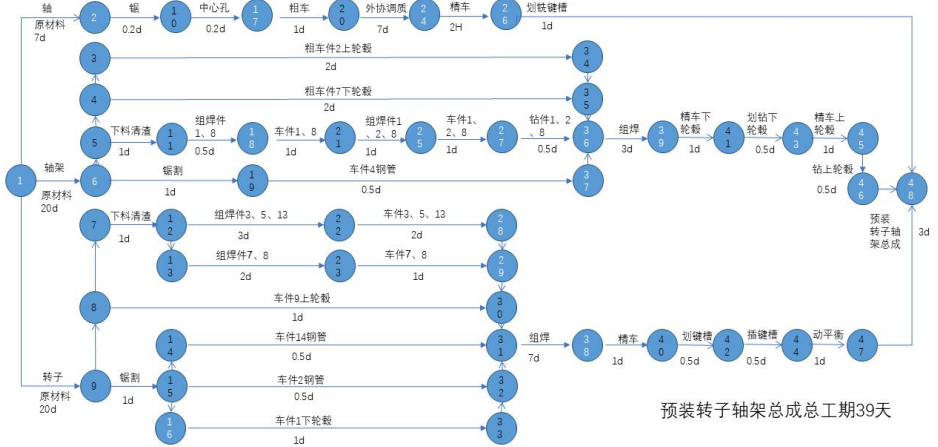 轴
原材料
7d
2
锯
0.2d
10
中心孔
0.2d
17
粗车
1d
20
外协调质
7d
24
精车
2H
26
划铣键槽
1d
3
粗车件2上轮毂
2d
34
4
粗车件7下轮毂
2d
35
5
下料清渣
1d
11
组焊件
1、8
0.5d
18
车件1、8
1d
21
组焊件1
、2、8
1d
25
车件1、
2、8
1d
27
钻件1、2
、8
0.5d
36
组焊
3d
39
精车下
轮毂
1d
41
划钻下
轮毂
0.5d
43
精车上
轮毂
1d
45
钻上轮毂
0.5d
46
48
预装
转子轴
架总成
3d
1
轴架
原材料
20d
6
锯割
1d
19
车件4钢管
0.5d
37
7
下料清渣
1d
12
组焊件3、5、13
3d
22
车件3、5、13
2d
28
13
组焊件7、8
2d
23
车件7、8
1d
29
8
车件9上轮毂
1d
30
14
车件14钢管
0.5d
31
组焊
7d
38
精车
1d
40
划键槽
0.5d
42
插键槽
0.5d
44
动平衡
1d
47
转子
原材料
20d
9
锯割
1d
15
车件2钢管
0.5d
32
16
车件1下轮毂
1d
33
预装转子轴架总成总工期39天